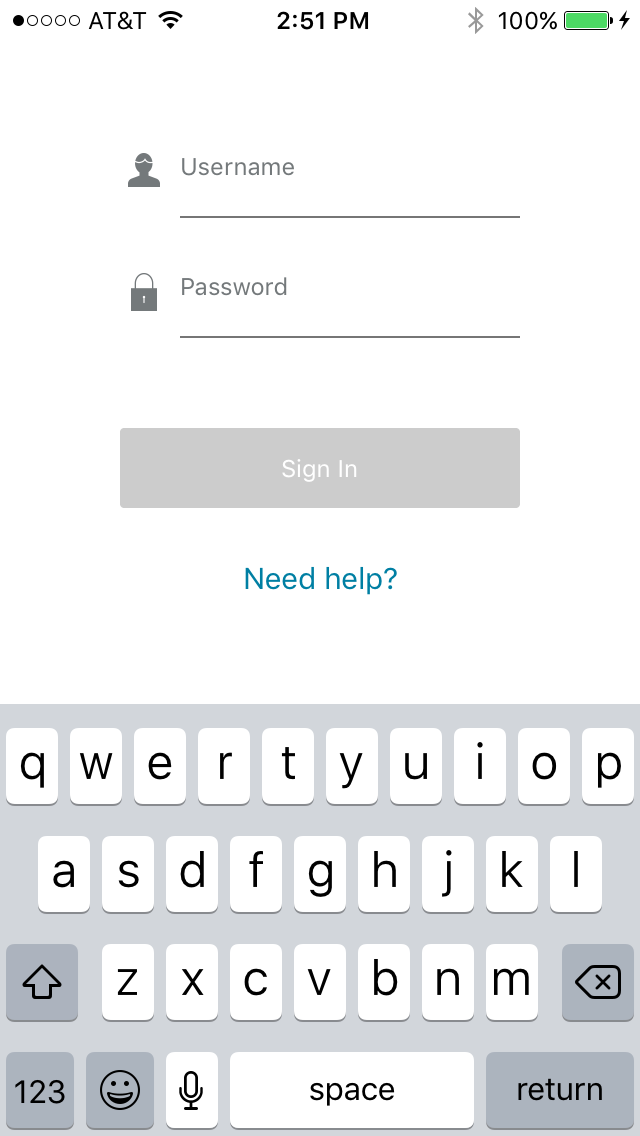 AT&T 2:51 PM 100%
Username
Password
Sign In
Need help?
q w e r t y u i o p
a s d f g h j k l
z x c v b n m
123 space return